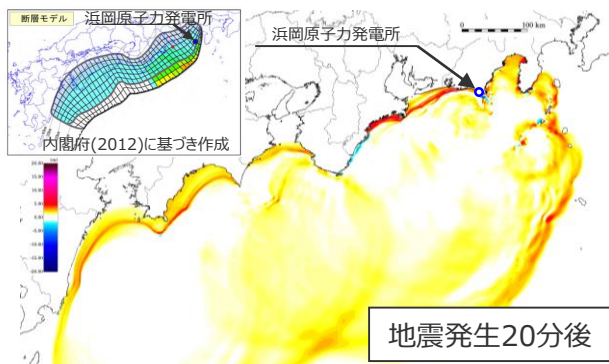 断層モデル
浜岡原子力発電所
内閣府(2012)に基づき作成
浜岡原子力発電所
0
100 km
地震発生20分後